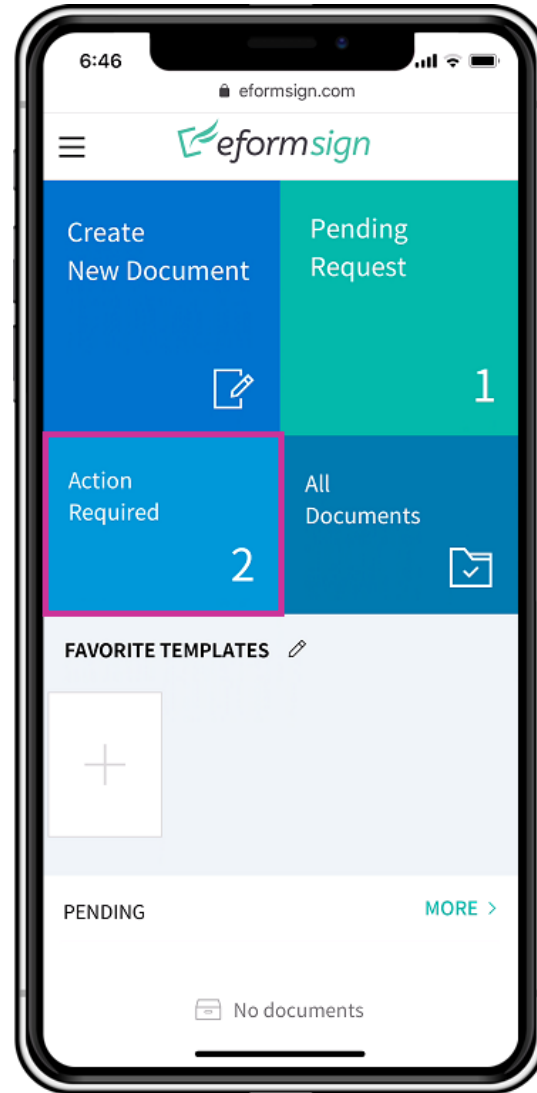 6:46
eformsign.com
eformsign
Create
New Document
Pending
Request
1
Action
Required
2
All
Documents
FAVORITE TEMPLATES
PENDING
MORE >
No documents